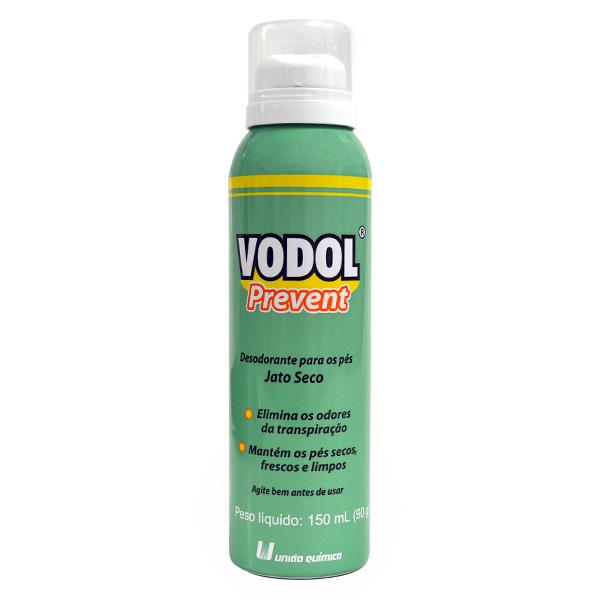 VODOL®
Prevent
Desodorante para os pés
Jato Seco
Elimina os odores
da transpiração
Mantém os pés secos,
frescos e limpos
Agite bem antes de usar
Peso líquido: 150 mL (90 g
união química